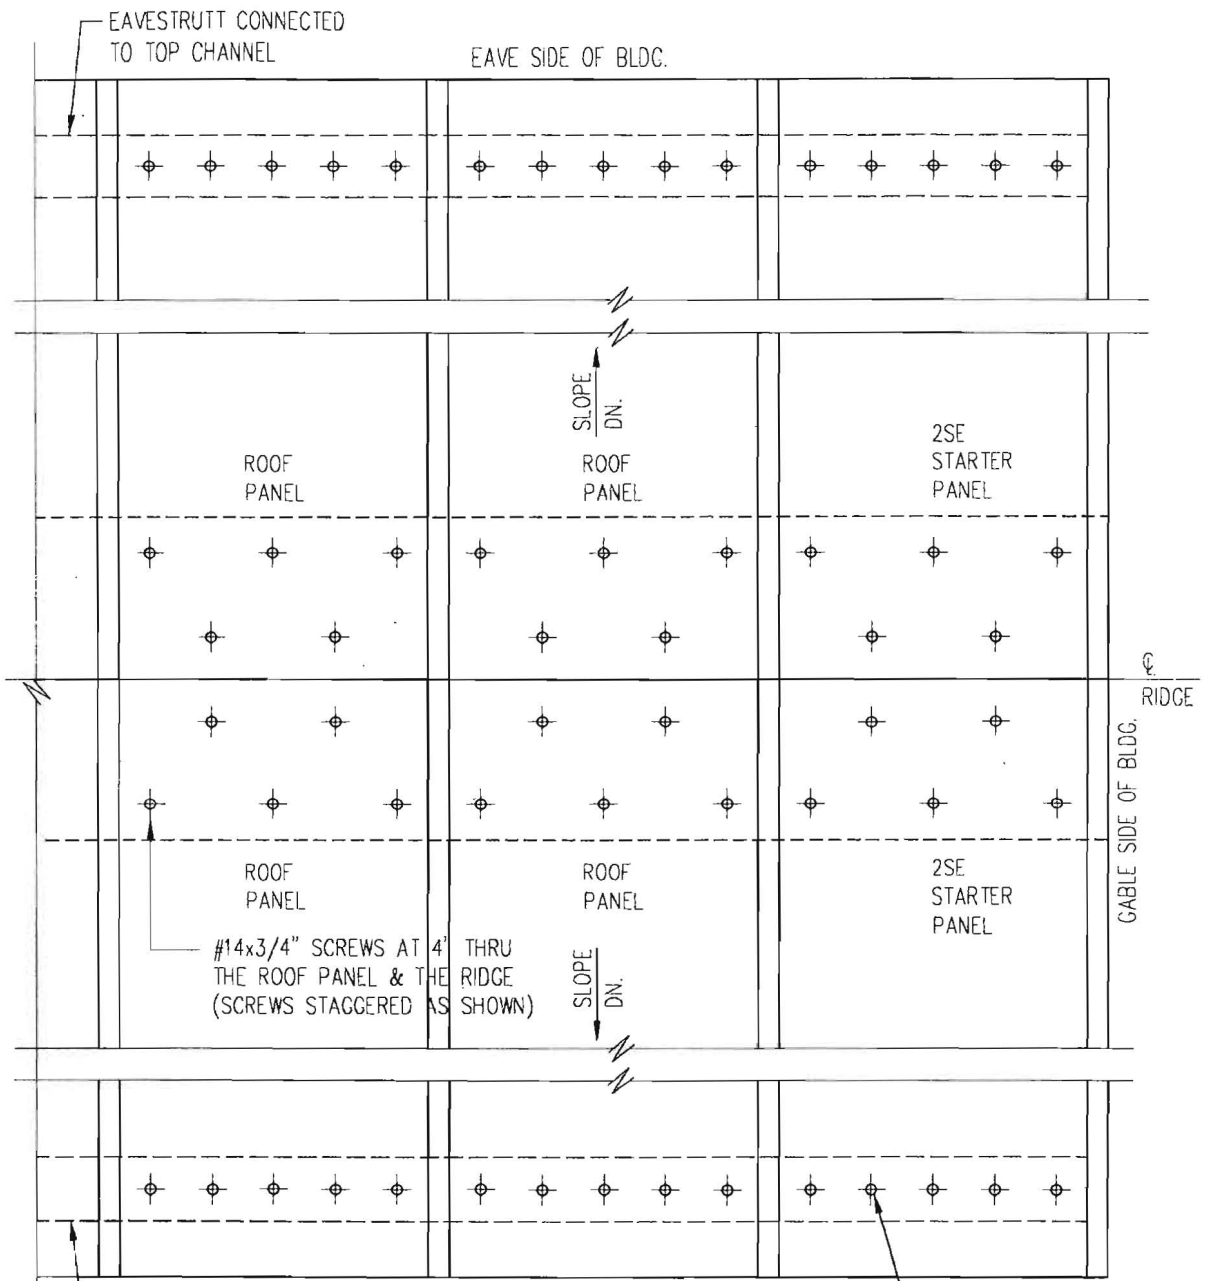 EAVESTRUTT CONNECTED
TO TOP CHANNEL
EAVE SIDE OF BLDG.
SLOPE
DN.
ROOF
PANEL
ROOF
PANEL
2SE
STARTER
PANEL
℄
RIDGE
GABLE SIDE OF BLDG.
ROOF
PANEL
ROOF
PANEL
2SE
STARTER
PANEL
#14x3/4" SCREWS AT 4' THRU
THE ROOF PANEL & THE RIDGE
(SCREWS STAGGERED AS SHOWN)
SLOPE
DN.